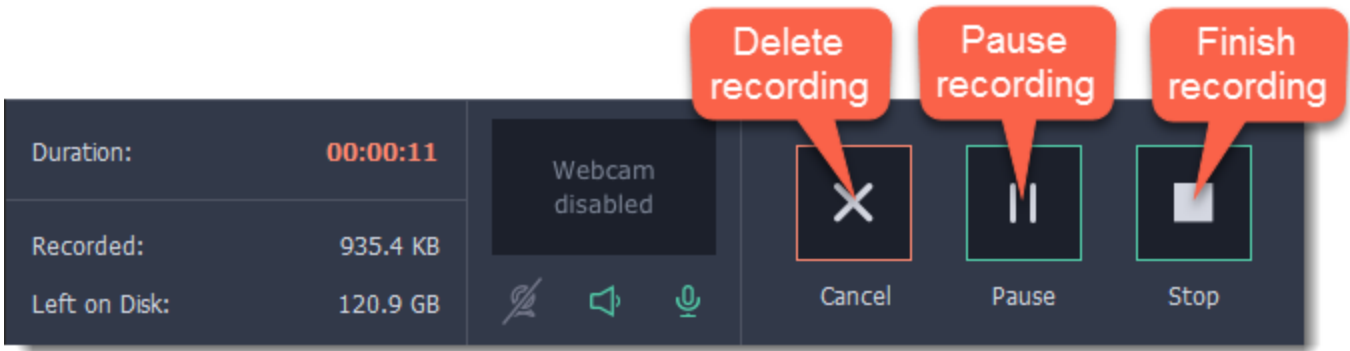 Delete
recording
Pause
recording
Finish
recording
Duration: 00:00:11
Webcam
disabled
Recorded: 935.4 KB
Left on Disk: 120.9 GB
Cancel
Pause
Stop